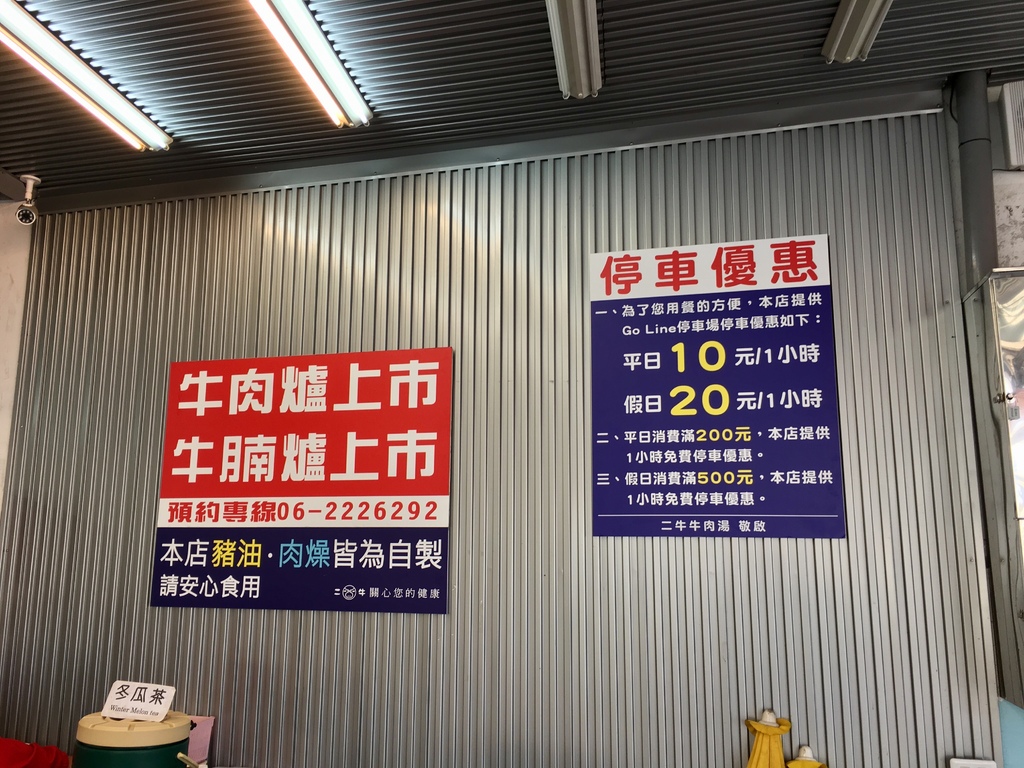 牛肉爐上市
牛腩爐上市
預約專線06-2226292
本店豬油·肉燥皆為自製
請安心食用
二牛關心您的健康
停車優惠
一、為了您用餐的方便，本店提供
Go Line停車場停車優惠如下：
平日10元/1小時
假日20元/1小時
二、平日消費滿200元，本店提供
1小時免費停車優惠。
三、假日消費滿500元，本店提供
1小時免費停車優惠。
二牛牛肉湯 敬啟
冬瓜茶
Winter Melon tea